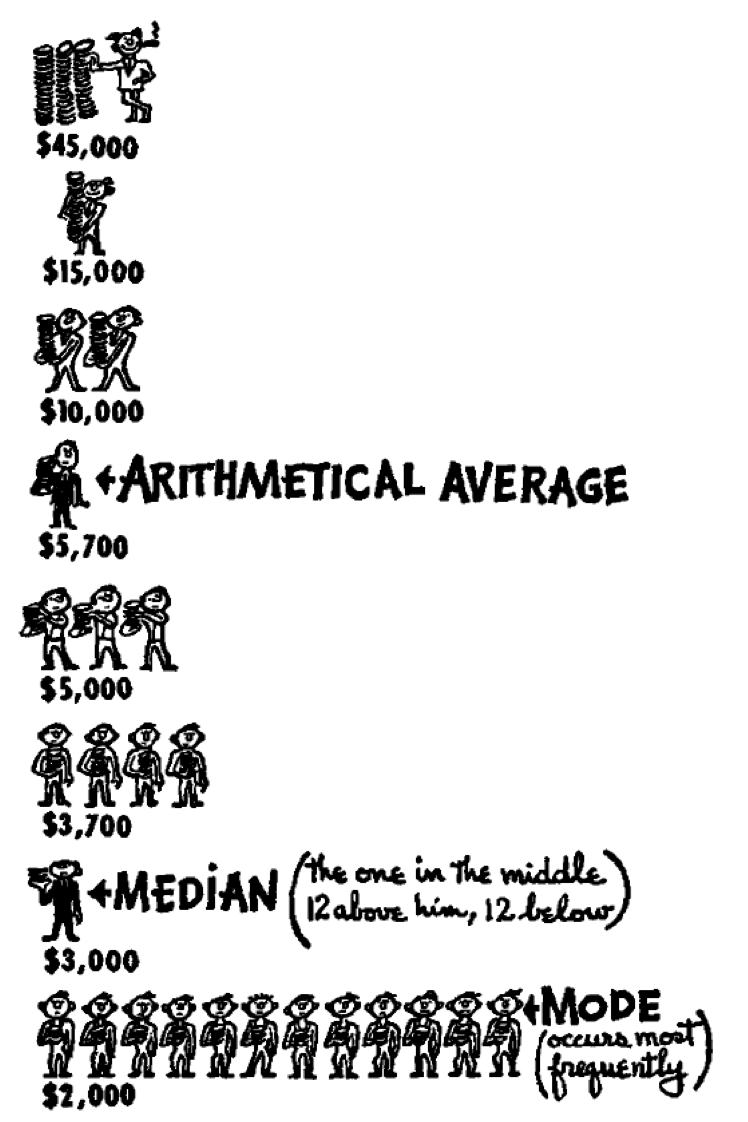 $45,000
$15,000
$10,000
←ARITHMETICAL AVERAGE
$5,700
$5,000
$3,700
←MEDIAN (the one in the middle
12 above him, 12 below)
$3,000
←MODE
(occurs most
frequently)
$2,000